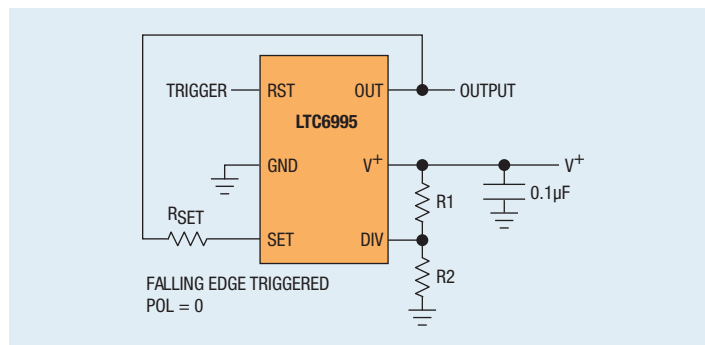 TRIGGER
RST
OUT
OUTPUT
LTC6995
GND
V+
V+
R1
0.1µF
RSET
SET
DIV
R2
FALLING EDGE TRIGGERED
POL = 0